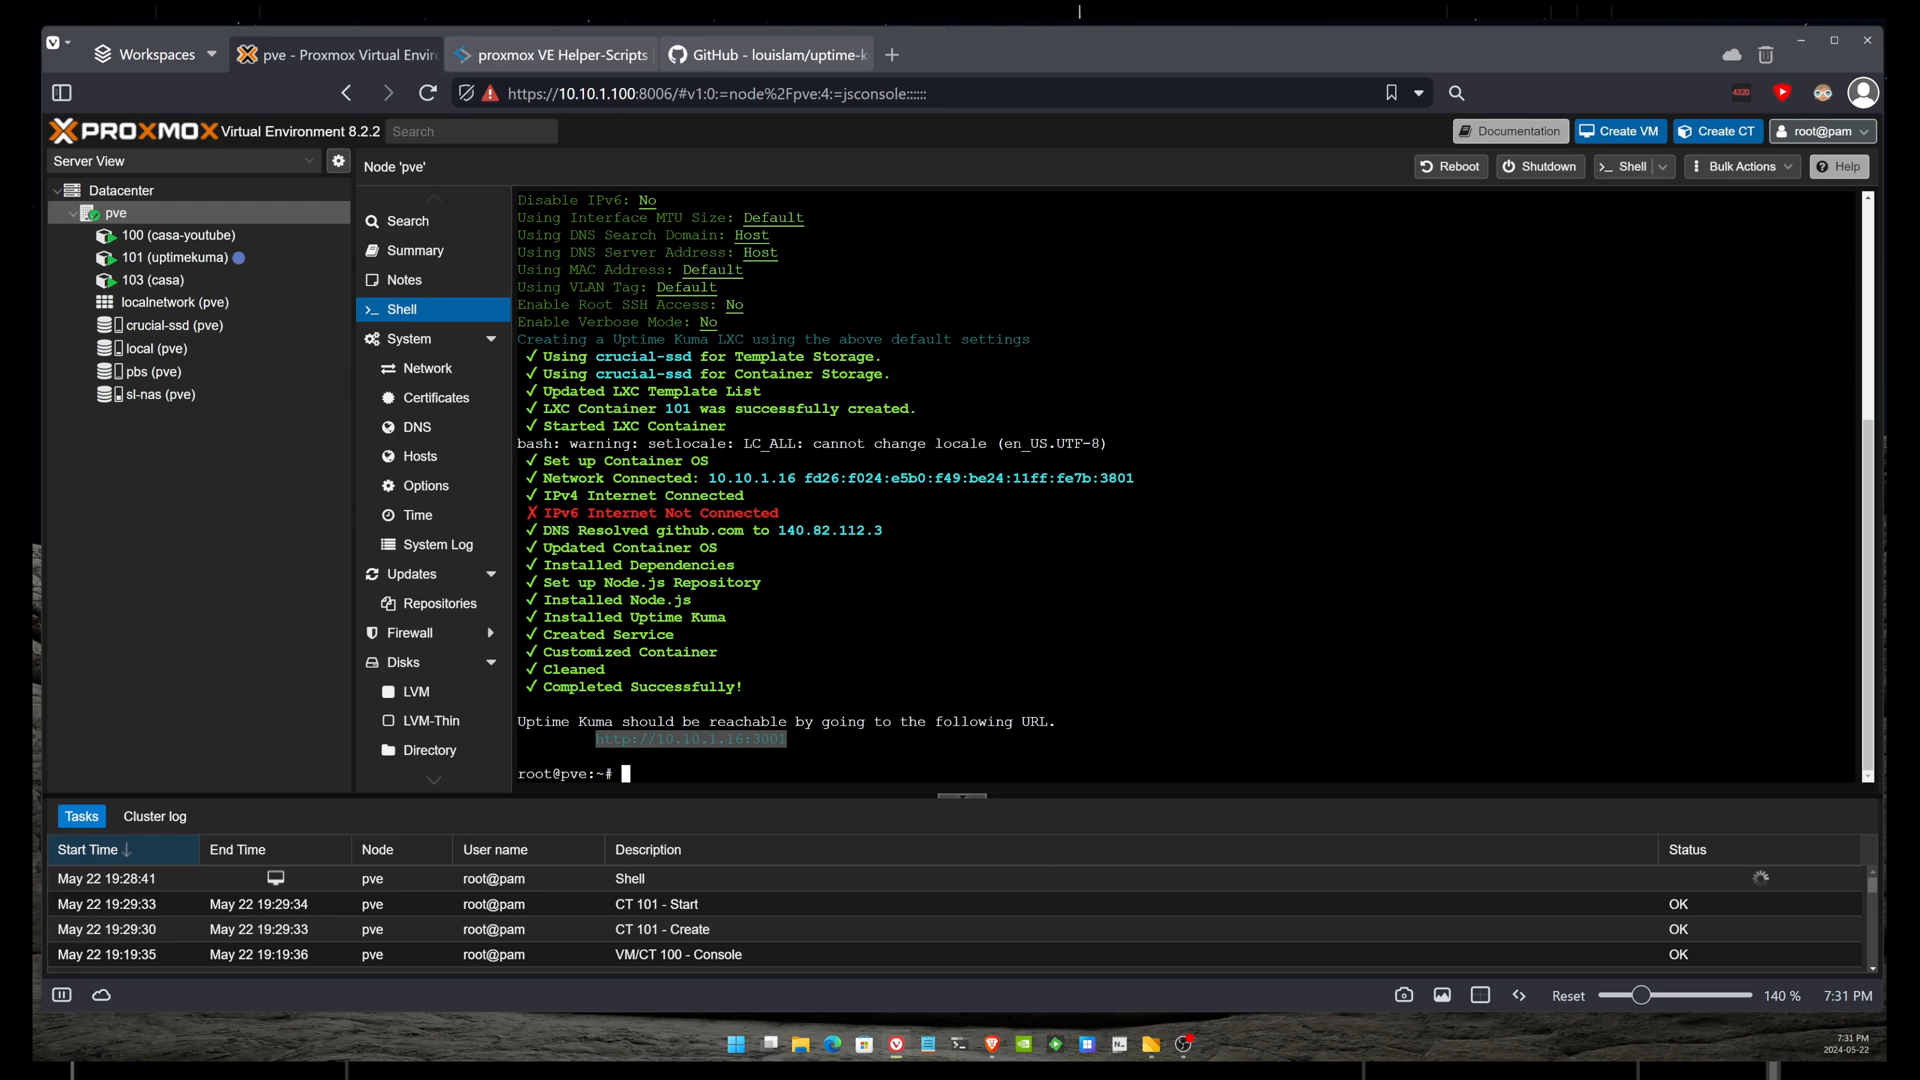 Workspaces
pve - Proxmox Virtual Enviro
proxmox VE Helper-Scripts
GitHub - louislam/uptime-k
https://10.10.1.100:8006/#v1:0:=node%2Fpve:4:=jsconsole::::::
4320
PROXMOX Virtual Environment 8.2.2
Search
Documentation
Create VM
Create CT
root@pam
Server View
Node 'pve'
Reboot
Shutdown
>_ Shell
Bulk Actions
Help
Datacenter
pve
100 (casa-youtube)
101 (uptimekuma)
103 (casa)
localnetwork (pve)
crucial-ssd (pve)
local (pve)
pbs (pve)
sl-nas (pve)
Search
Summary
Notes
>_ Shell
System
Network
Certificates
DNS
Hosts
Options
Time
System Log
Updates
Repositories
Firewall
Disks
LVM
LVM-Thin
Directory
Disable IPv6: No
Using Interface MTU Size: Default
Using DNS Search Domain: Host
Using DNS Server Address: Host
Using MAC Address: Default
Using VLAN Tag: Default
Enable Root SSH Access: No
Enable Verbose Mode: No
Creating a Uptime Kuma LXC using the above default settings
✓ Using crucial-ssd for Template Storage.
✓ Using crucial-ssd for Container Storage.
✓ Updated LXC Template List
✓ LXC Container 101 was successfully created.
✓ Started LXC Container
bash: warning: setlocale: LC_ALL: cannot change locale (en_US.UTF-8)
✓ Set up Container OS
✓ Network Connected: 10.10.1.16 fd26:f024:e5b0:f49:be24:11ff:fe7b:3801
✓ IPv4 Internet Connected
✗ IPv6 Internet Not Connected
✓ DNS Resolved github.com to 140.82.112.3
✓ Updated Container OS
✓ Installed Dependencies
✓ Set up Node.js Repository
✓ Installed Node.js
✓ Installed Uptime Kuma
✓ Created Service
✓ Customized Container
✓ Cleaned
✓ Completed Successfully!
Uptime Kuma should be reachable by going to the following URL.
http://10.10.1.16:3001
root@pve:~#
Tasks
Cluster log
Start Time
End Time
Node
User name
Description
Status
May 22 19:28:41
pve
root@pam
Shell
May 22 19:29:33
May 22 19:29:34
pve
root@pam
CT 101 - Start
OK
May 22 19:29:30
May 22 19:29:33
pve
root@pam
CT 101 - Create
OK
May 22 19:19:35
May 22 19:19:36
pve
root@pam
VM/CT 100 - Console
OK
Reset
140 %
7:31 PM
7:31 PM
2024-05-22